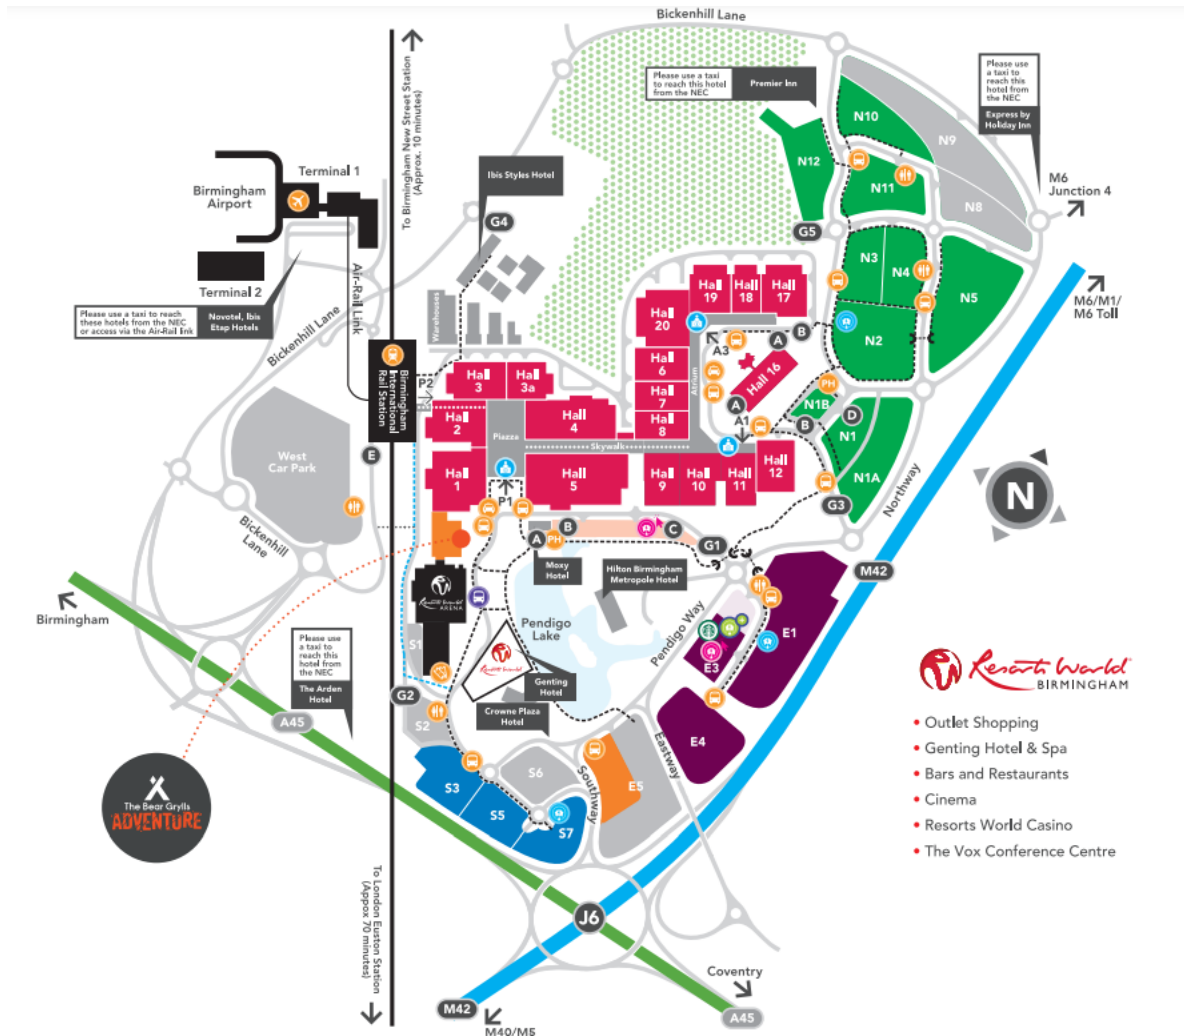 Bickenhill Lane
To Birmingham New Street Station
(Approx. 10 minutes)
Please use a taxi
to reach this hotel
from the NEC
Premier Inn
Please use
a taxi to
reach this
hotel from
the NEC
Express by
Holiday Inn
N10
N9
N12
N11
N8
M6
Junction 4
Terminal 1
Birmingham
Airport
Ibis Styles Hotel
G4
G5
N3
N4
N5
Terminal 2
Air-Rail Link
Please use a taxi to reach
these hotels from the NEC
or access via the Air-Rail link
Novotel, Ibis
Etap Hotels
Bickenhill Lane
Warehouses
Hall
19
Hall
18
Hall
17
Hall
20
M6/M1/
M6 Toll
N2
A
B
A3
Birmingham
International
Rail Station
P2
Hall
3
Hall
3a
Hall
6
Hall
7
Hall
8
Atrium
Hall 16
A
A1
PH
N1B
B
D
N1
N1A
Hall
2
Plazza
Hall
4
Skywalk
West
Car Park
E
Hall
1
P1
Hall
5
Hall
9
Hall
10
Hall
11
Hall
12
G3
Northway
N
Bickenhill
Lane
A
PH
B
C
G1
Moxy
Hotel
Hilton Birmingham
Metropole Hotel
M42
Birmingham
Resorts World
ARENA
Pendigo
Lake
Pendigo Way
E1
E3
S1
Resorts World
Genting
Hotel
Please use
a taxi to
reach this
hotel from
the NEC
The Arden
Hotel
G2
A45
S2
Crowne Plaza
Hotel
E4
Eastway
Resorts World
BIRMINGHAM
• Outlet Shopping
• Genting Hotel & Spa
• Bars and Restaurants
• Cinema
• Resorts World Casino
• The Vox Conference Centre
S3
S6
S5
S7
Southway
E5
The Bear Grylls
ADVENTURE
To London Euston Station
(Appox 70 minutes)
J6
Coventry
M42
M40/M5
A45